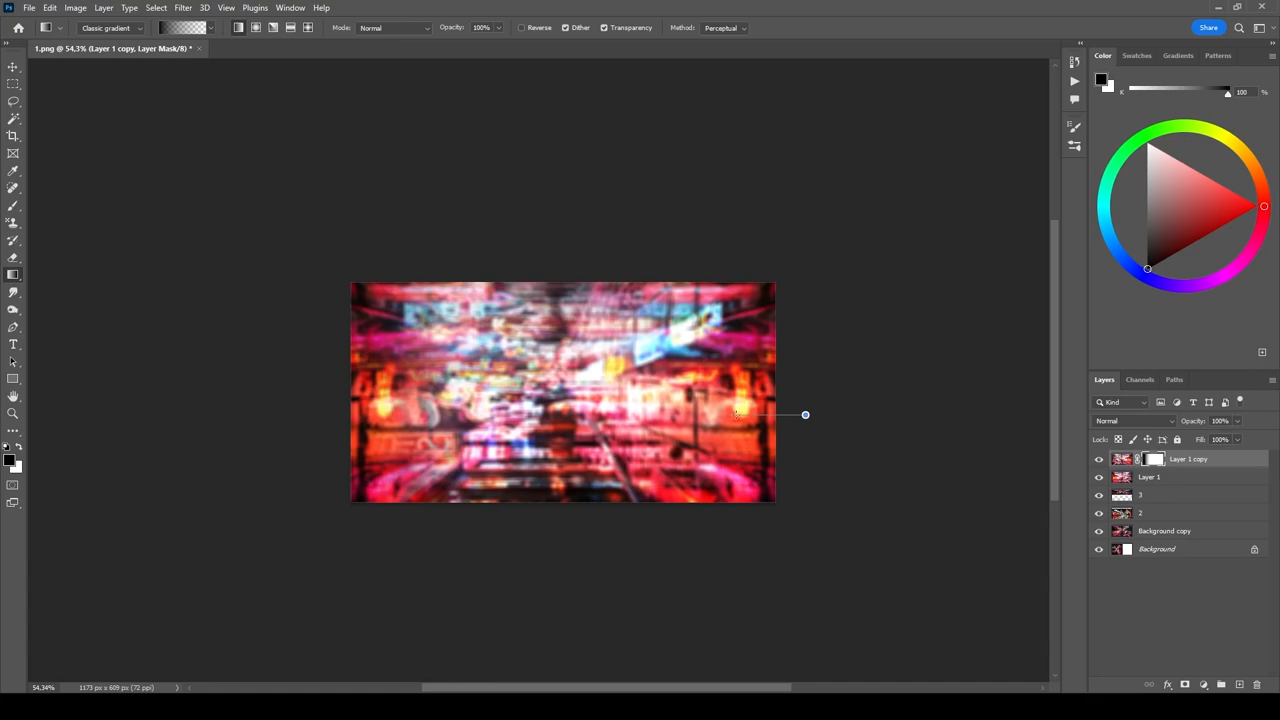 Ps File Edit Image Layer Type Select Filter 3D View Plugins Window Help
Classic gradient Mode: Normal Opacity: 100% Reverse Dither Transparency Method: Perceptual Share
1.png @ 54,3% (Layer 1 copy, Layer Mask/8) *
Color Swatches Gradients Patterns
K 100 %
Layers Channels Paths
Kind
Normal Opacity: 100%
Lock: Fill: 100%
Layer 1 copy
Layer 1
3
2
Background copy
Background
fx
54,34% 1173 px x 609 px (72 ppi)